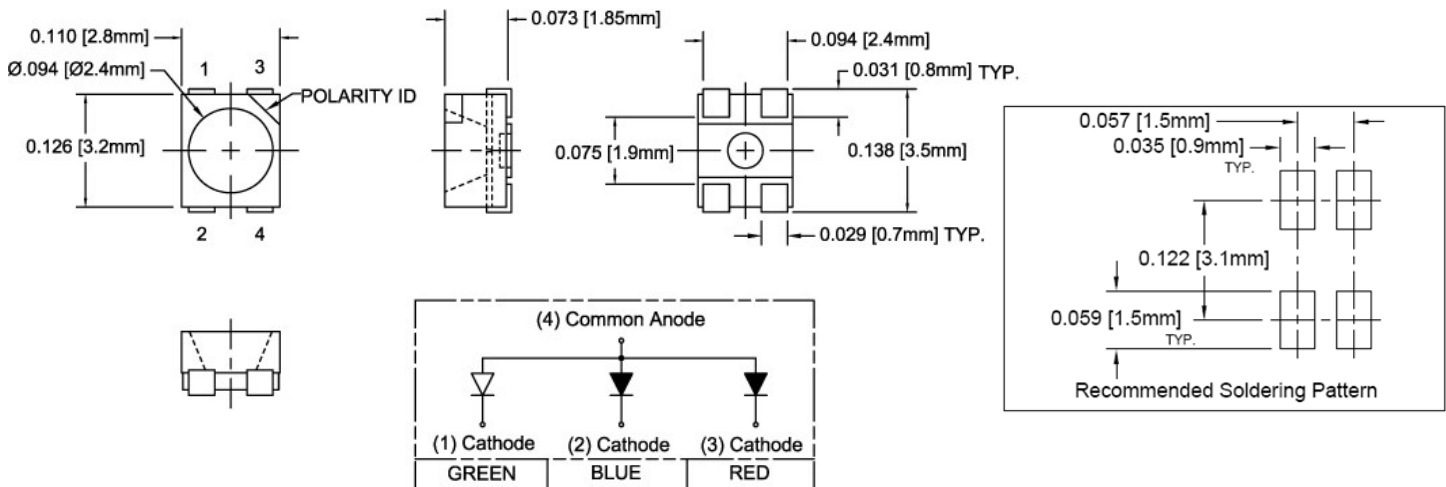 0.110 [2.8mm]
Ø.094 [Ø2.4mm]
1 3
POLARITY ID
0.126 [3.2mm]
2 4
0.073 [1.85mm]
0.094 [2.4mm]
0.031 [0.8mm] TYP.
0.075 [1.9mm]
0.138 [3.5mm]
0.029 [0.7mm] TYP.
0.057 [1.5mm]
0.035 [0.9mm]
TYP.
0.122 [3.1mm]
0.059 [1.5mm]
TYP.
Recommended Soldering Pattern
(4) Common Anode
(1) Cathode (2) Cathode (3) Cathode
GREEN BLUE RED